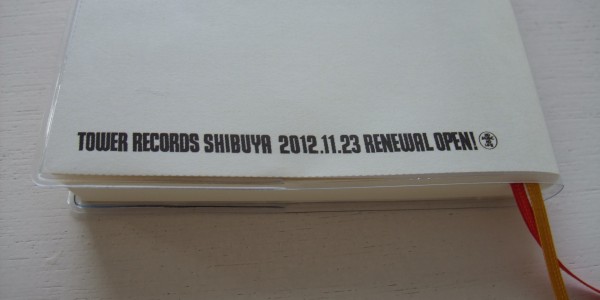 TOWER RECORDS SHIBUYA 2012.11.23 RENEWAL OPEN!